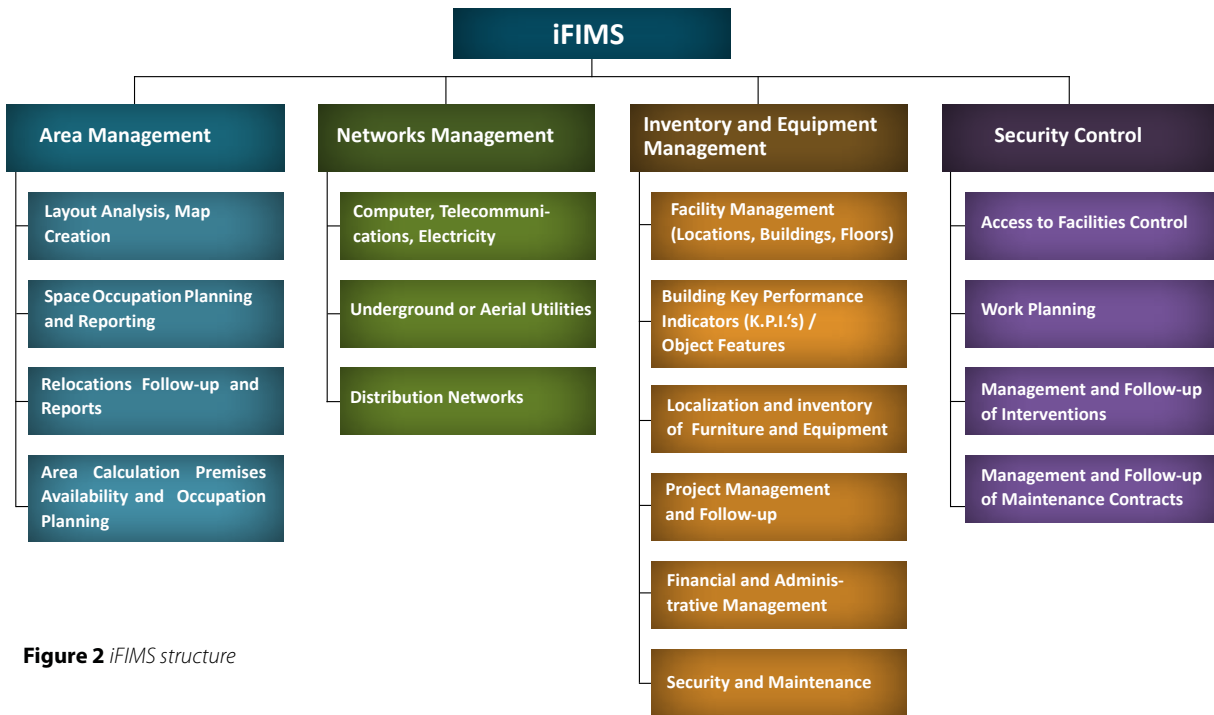 iFIMS
Area Management
Layout Analysis, Map
Creation
Space Occupation Planning
and Reporting
Relocations Follow-up and
Reports
Area Calculation Premises
Availability and Occupation
Planning
Networks Management
Computer, Telecommuni-
cations, Electricity
Underground or Aerial Utilities
Distribution Networks
Inventory and Equipment
Management
Facility Management
(Locations, Buildings, Floors)
Building Key Performance
Indicators (K.P.I.‘s) /
Object Features
Localization and inventory
of Furniture and Equipment
Project Management
and Follow-up
Financial and Adminis-
trative Management
Security and Maintenance
Security Control
Access to Facilities Control
Work Planning
Management and Follow-up
of Interventions
Management and Follow-up
of Maintenance Contracts
Figure 2 iFIMS structure